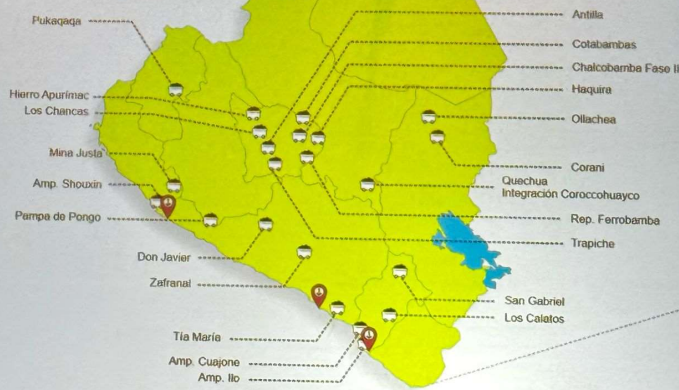 Pukaqaqa
Hierro Apurímac
Los Chancas
Mina Justa
Amp. Shouxin
Pampa de Pongo
Don Javier
Zafranal
Tía María
Amp. Cuajone
Amp. Ilo
Antilla
Cotabambas
Chalcobamba Fase II
Haquira
Ollachea
Corani
Quechua
Integración Coroccohuayco
Rep. Ferrobamba
Trapiche
San Gabriel
Los Calatos